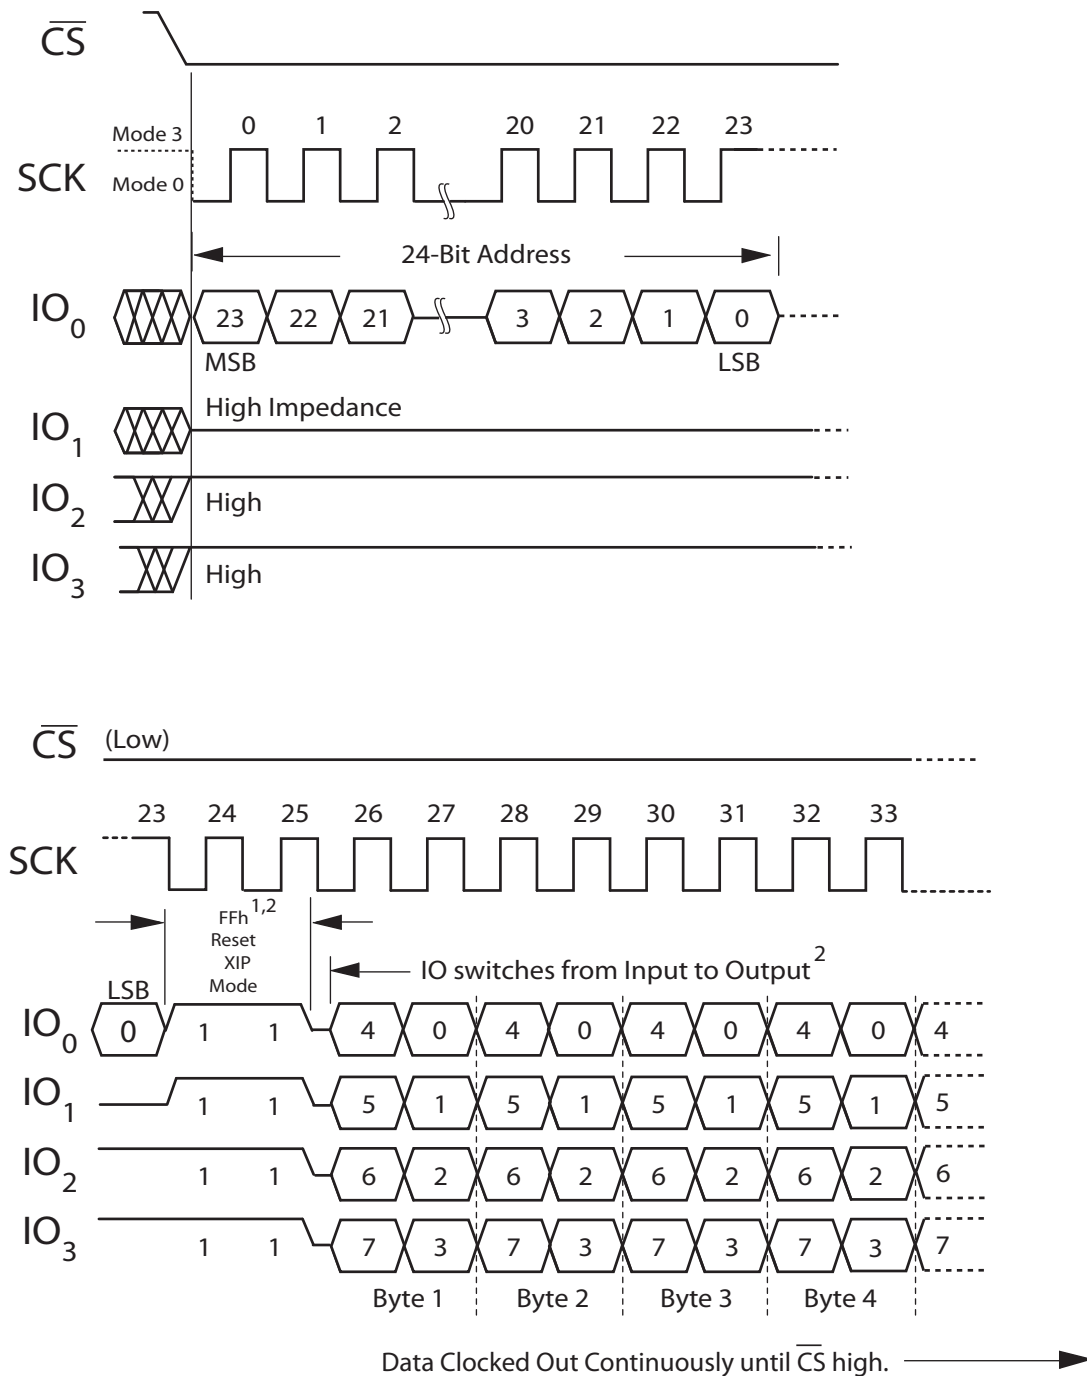 CS
Mode 3
0 1 2 20 21 22 23
SCK
Mode 0
24-Bit Address
IO0
23 22 21 3 2 1 0
MSB LSB
High Impedance
IO1
IO2
High
IO3
High
CS (Low)
23 24 25 26 27 28 29 30 31 32 33
SCK
FFh 1,2
Reset
XIP
Mode
IO switches from Input to Output 2
LSB
IO0 0 1 1 4 0 4 0 4 0 4 0 4
IO1 1 1 5 1 5 1 5 1 5 1 5
IO2 1 1 6 2 6 2 6 2 6 2 6
IO3 1 1 7 3 7 3 7 3 7 3 7
Byte 1 Byte 2 Byte 3 Byte 4
Data Clocked Out Continuously until CS high.